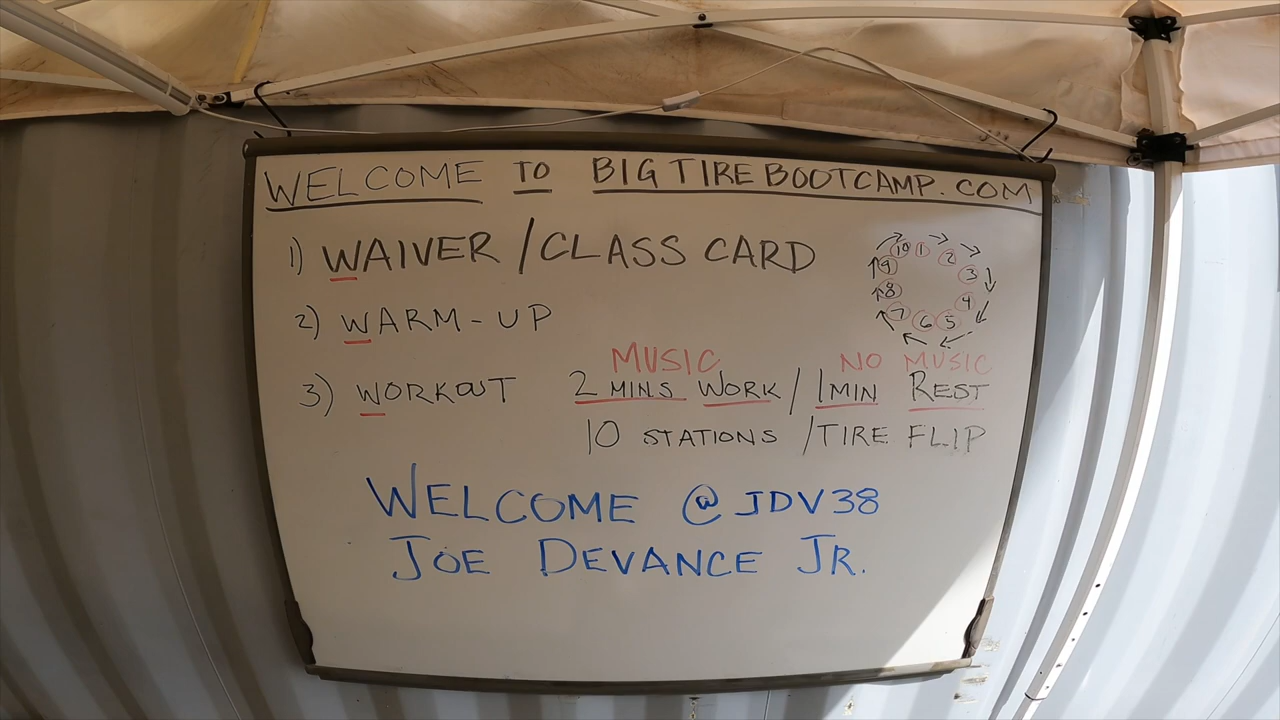 WELCOME TO BIGTIREBOOTCAMP.COM
1) WAIVER / CLASS CARD
10 1 2 3 4 5 6 7 8 9
2) WARM-UP
MUSIC NO MUSIC
3) WORKOUT 2 MINS WORK / 1 MIN REST
10 STATIONS / TIRE FLIP
WELCOME @JDV38
JOE DEVANCE JR.